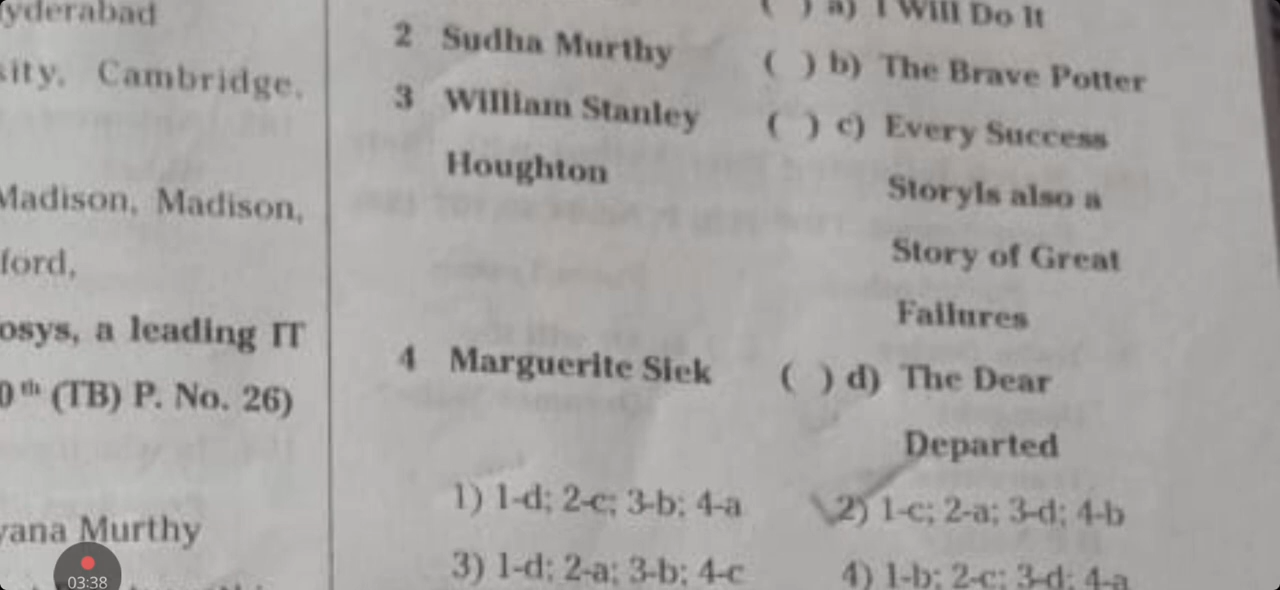 yderabad
sity, Cambridge,
Madison, Madison,
ford,
osys, a leading IT
0th (TB) P. No. 26)
yana Murthy
( ) a) I Will Do It
2 Sudha Murthy ( ) b) The Brave Potter
3 William Stanley ( ) c) Every Success
Houghton StoryIs also a
Story of Great
Failures
4 Marguerite Siek ( ) d) The Dear
Departed
1) 1-d; 2-c; 3-b; 4-a 2) 1-c; 2-a; 3-d; 4-b
3) 1-d; 2-a; 3-b; 4-c 4) 1-b; 2-c; 3-d; 4-a
03:38